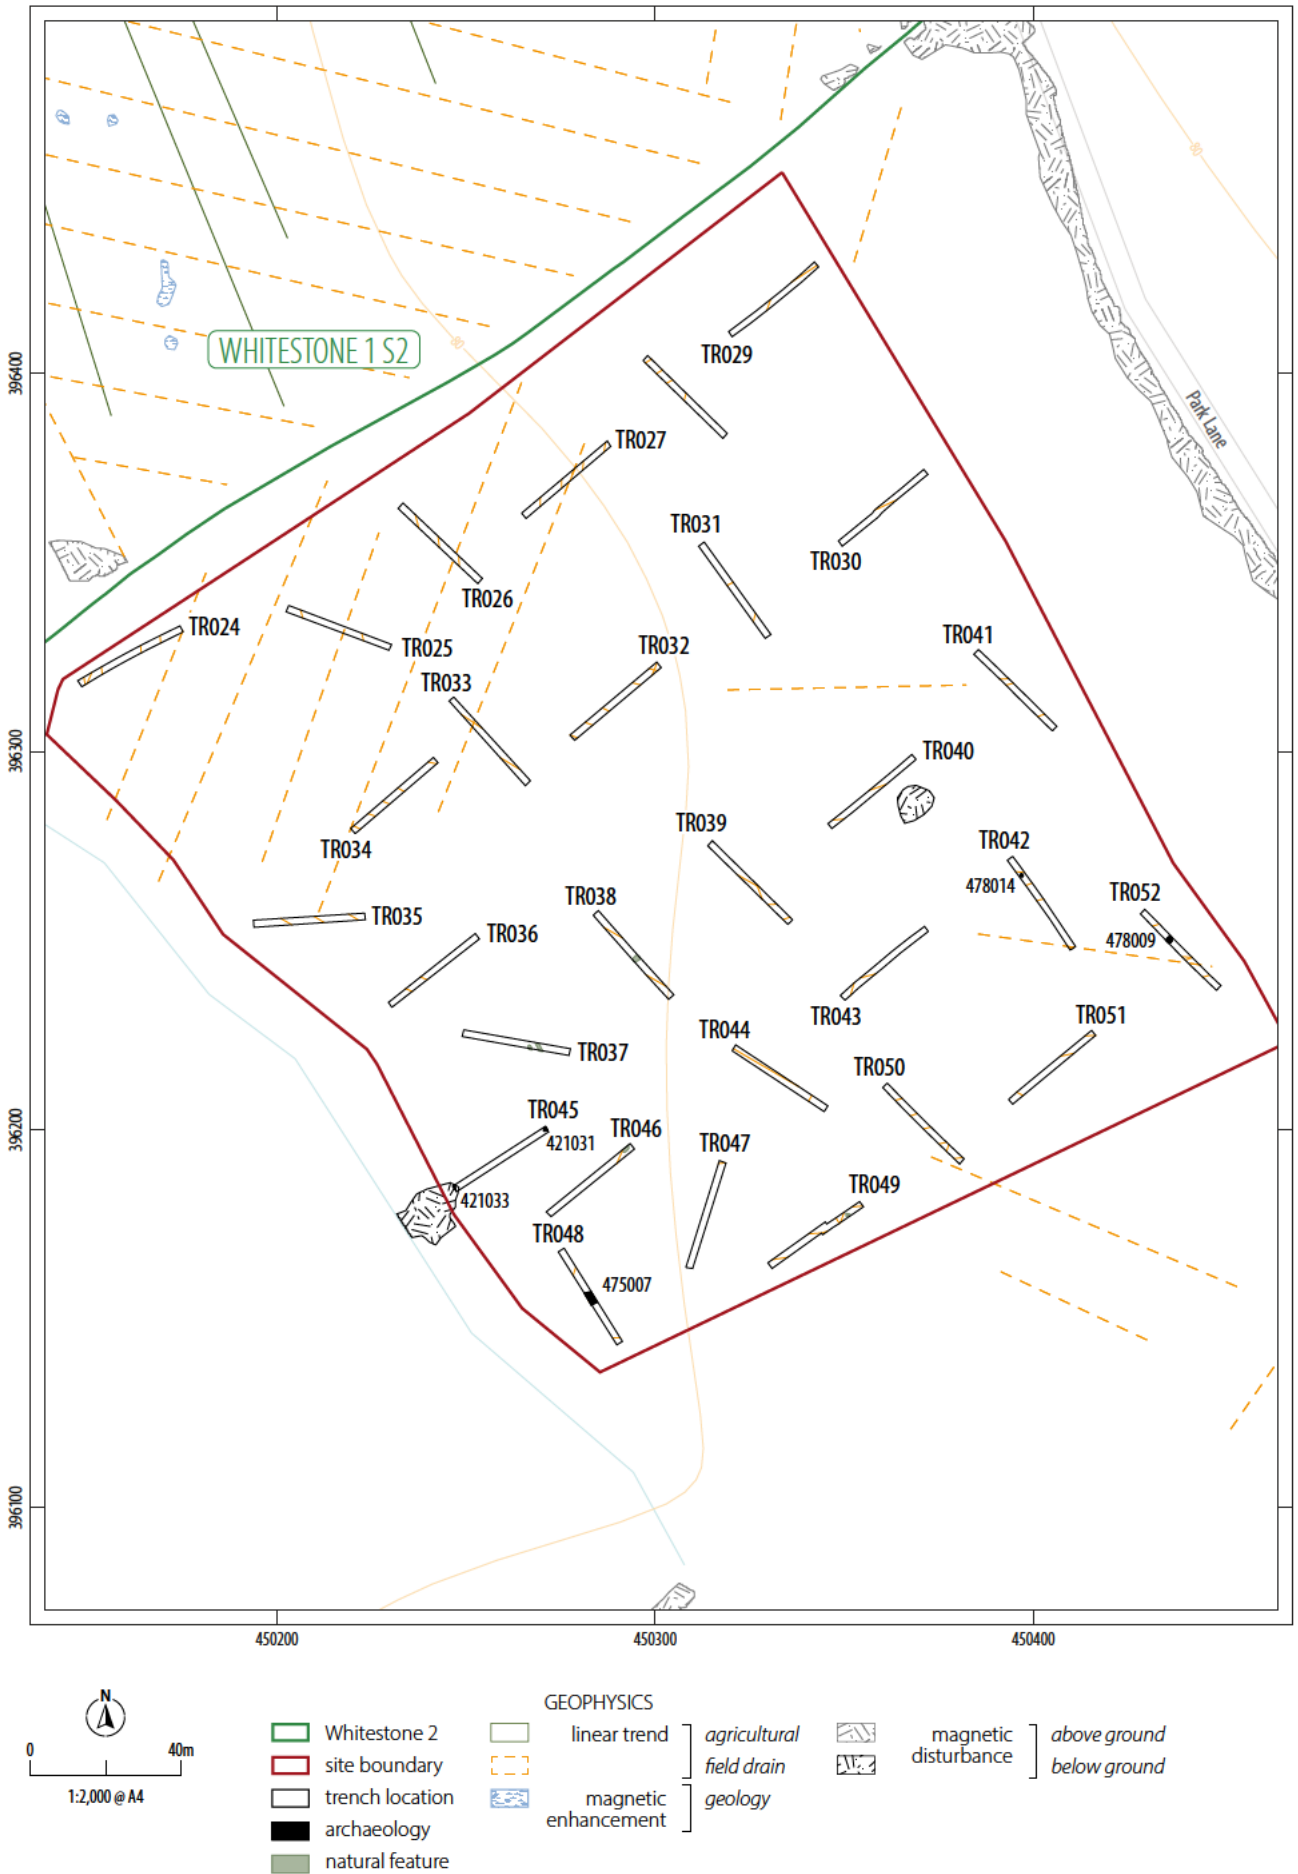 WHITESTONE 1 S2
80
80
Park Lane
TR029
TR027
TR031
TR030
TR026
TR024
TR025
TR032
TR041
TR033
TR040
TR034
TR039
TR042
478014
TR052
TR038
TR035
TR036
478009
TR043
TR051
TR044
TR037
TR050
TR045
421031
TR046
TR047
421033
TR049
TR048
475007
396400
396300
396200
396100
450200
450300
450400
N
0 40m
1:2,000 @ A4
Whitestone 2
site boundary
trench location
archaeology
natural feature
GEOPHYSICS
linear trend
agricultural
field drain
magnetic
enhancement
geology
magnetic
disturbance
above ground
below ground